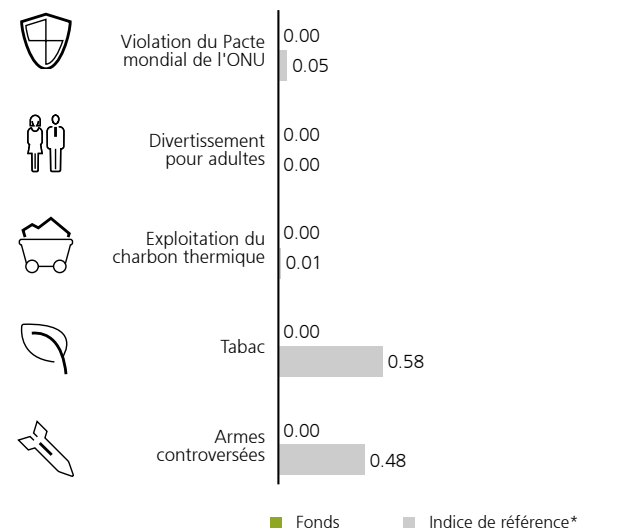 Violation du Pacte
mondial de l'ONU
0.00
0.05
Divertissement
pour adultes
0.00
0.00
Exploitation du
charbon thermique
0.00
0.01
Tabac
0.00
0.58
Armes
controversées
0.00
0.48
Fonds
Indice de référence*